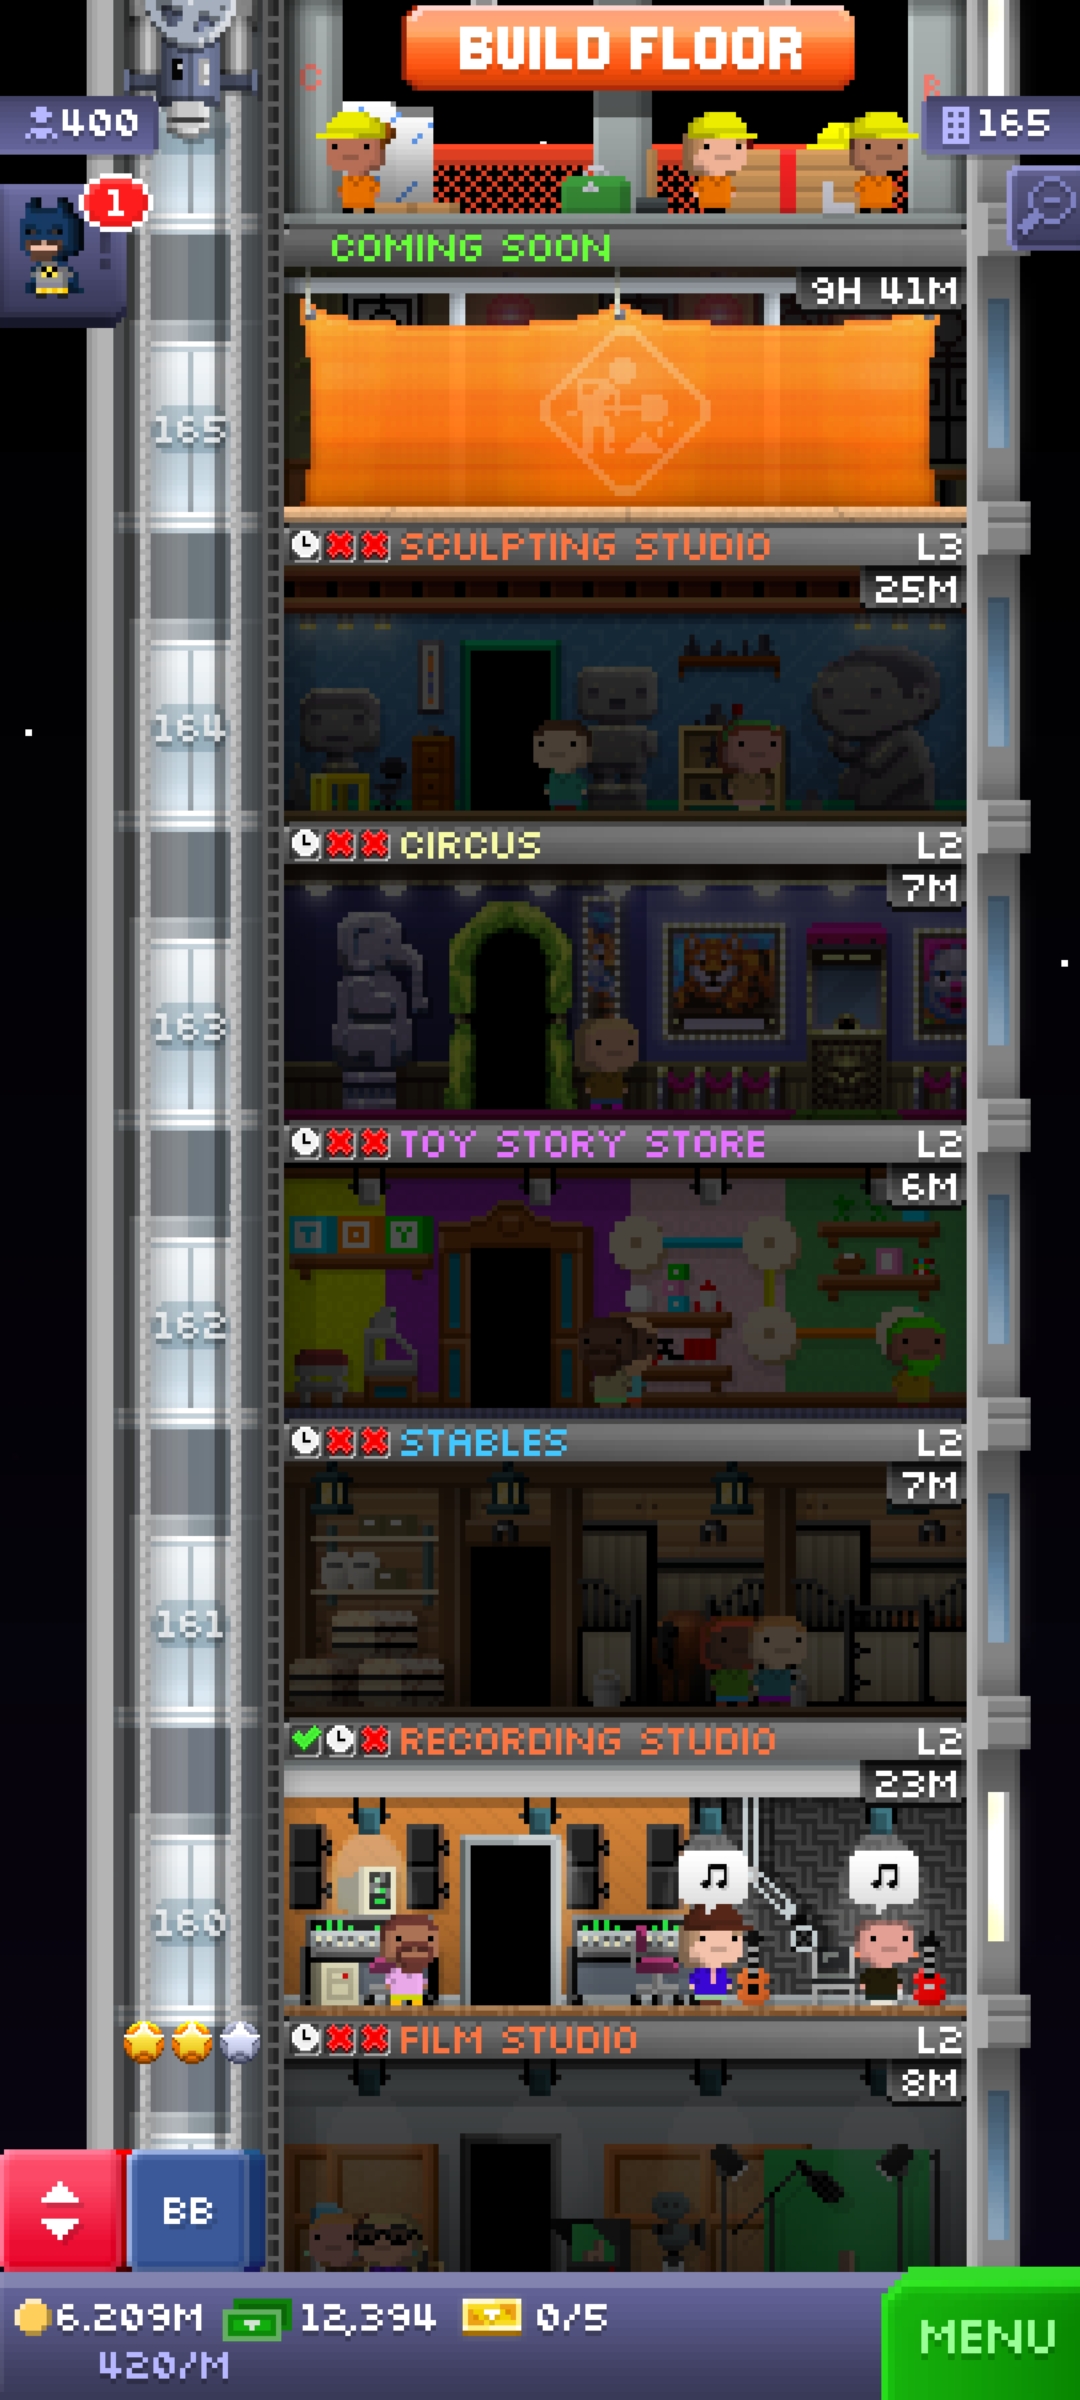 BUILD FLOOR
C
R
400
165
1
COMING SOON
9H 41M
165
SCULPTING STUDIO
L3
25M
164
CIRCUS
L2
7M
163
TOY STORY STORE
L2
6M
TOY
162
STABLES
L2
7M
161
RECORDING STUDIO
L2
23M
160
FILM STUDIO
L2
8M
BB
6.209M
12,394
0/5
MENU
420/M